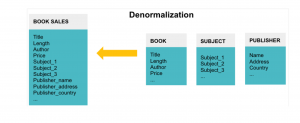 Denormalization
BOOK SALES
Title
Length
Author
Price
Subject_1
Subject_2
Subject_3
Publisher_name
Publisher_address
Publisher_country
...
BOOK
Title
Length
Author
Price
...
SUBJECT
Subject_1
Subject_2
Subject_3
...
PUBLISHER
Name
Address
Country
...